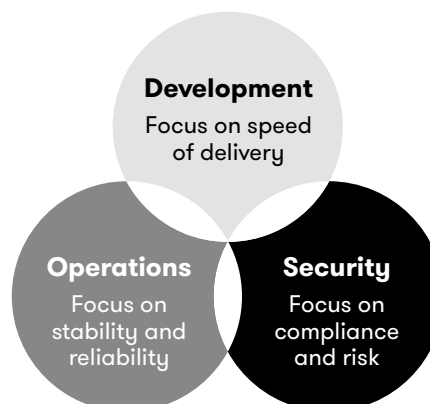 Development
Focus on speed
of delivery
Operations
Focus on
stability and
reliability
Security
Focus on
compliance
and risk